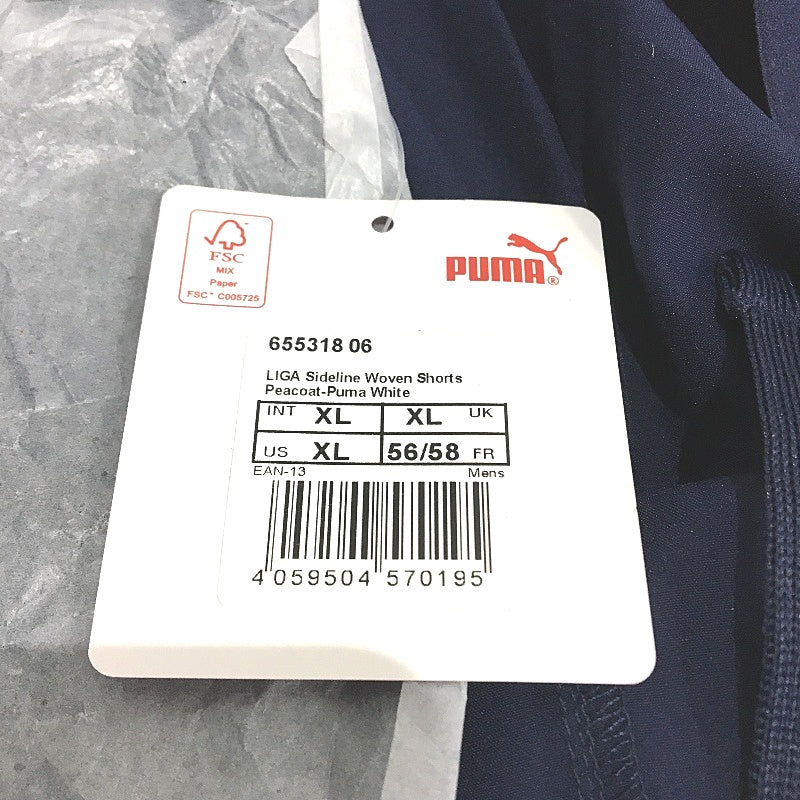 FSC
MIX
Paper
FSC® C005725
PUMA®
655318 06
LIGA Sideline Woven Shorts
Peacoat-Puma White
INT XL XL UK
US XL 56/58 FR
EAN-13 Mens
4 059504 570195